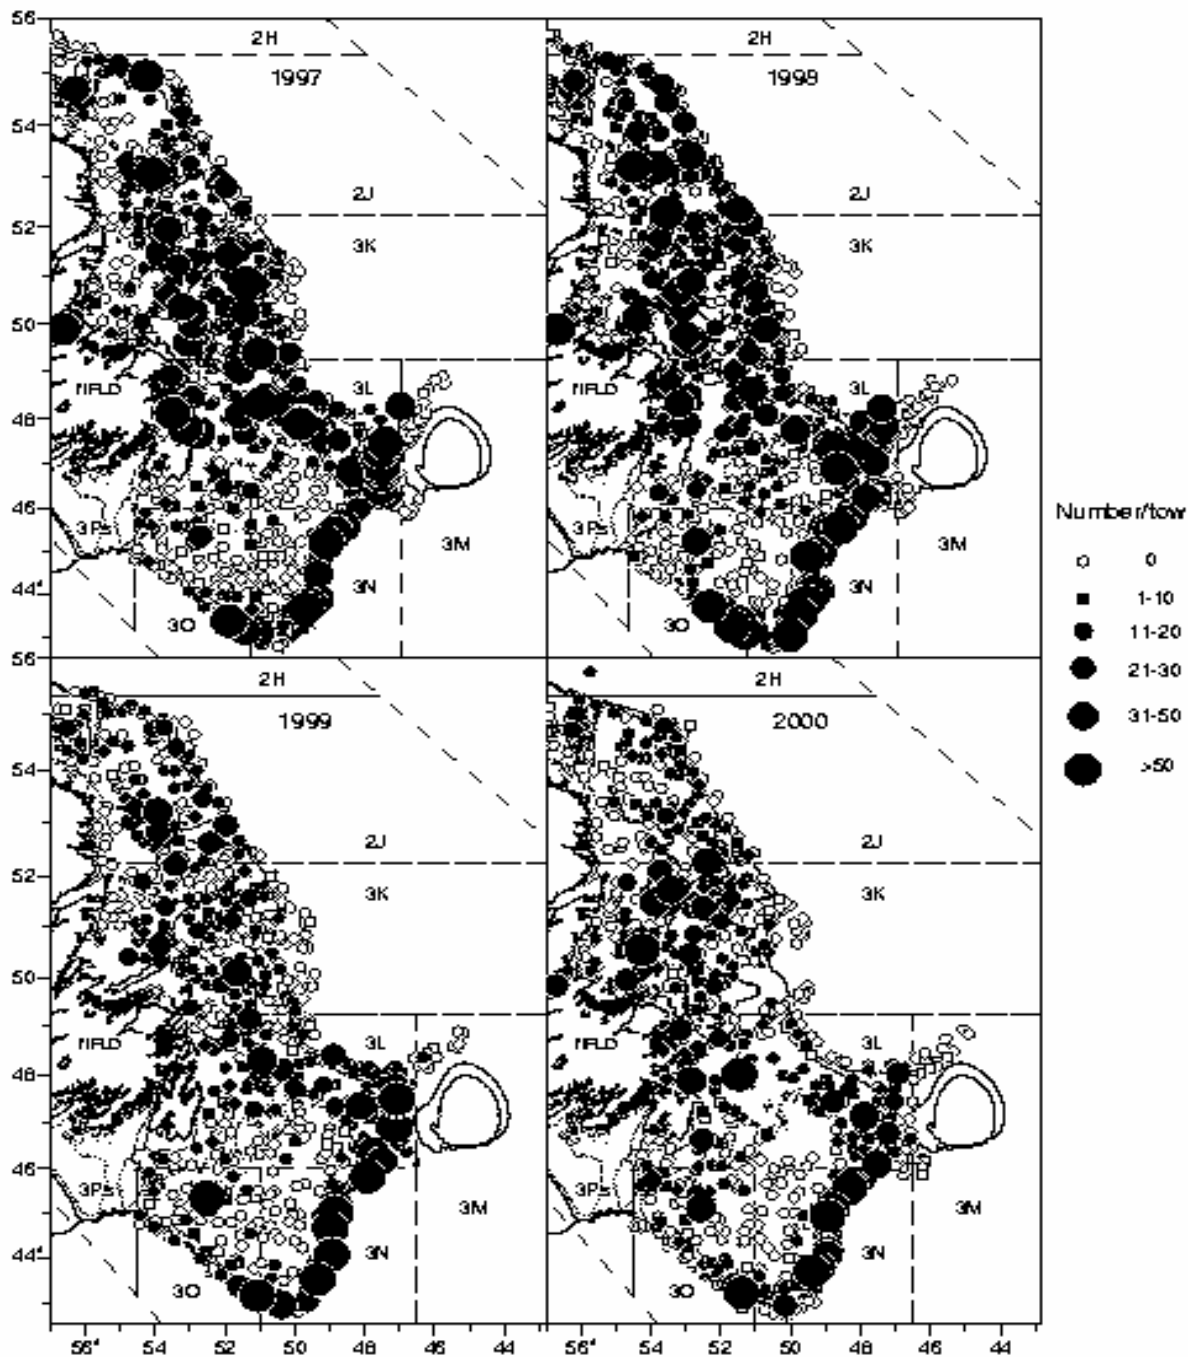 56
2H
2H
1997
1998
54
2J
2J
52
3K
3K
50
NFLD
3L
NFLD
3L
48
46
3Ps
3M
3Ps
3M
44°
3N
3N
3O
3O
Number/tow
0
1-10
11-20
21-30
31-50
>50
56
2H
2H
1999
2000
54
2J
2J
52
3K
3K
50
NFLD
3L
NFLD
3L
48
46
3Ps
3M
3Ps
3M
44°
3N
3N
3O
3O
56° 54 52 50 48 46 44 56° 54 52 50 48 46 44